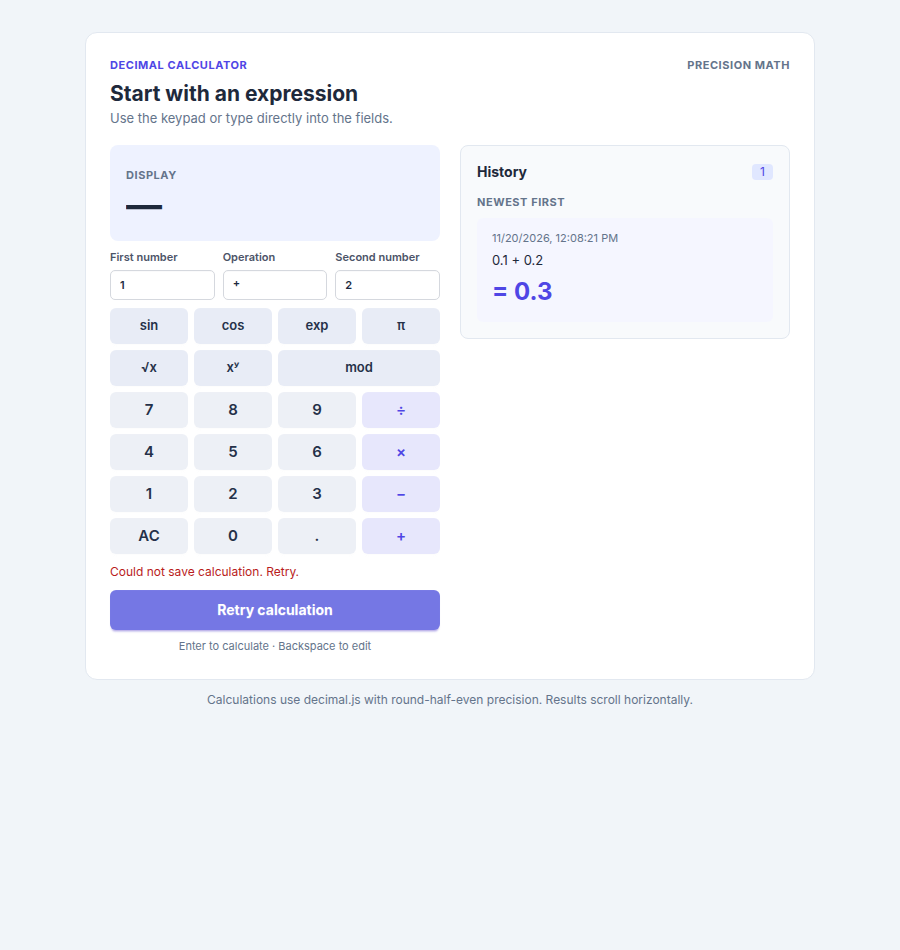 DECIMAL CALCULATOR
PRECISION MATH
Start with an expression
Use the keypad or type directly into the fields.
DISPLAY
—
First number
Operation
Second number
1
+
2
sin
cos
exp
π
√x
xʸ
mod
7
8
9
÷
4
5
6
×
1
2
3
−
AC
0
.
+
Could not save calculation. Retry.
Retry calculation
Enter to calculate · Backspace to edit
History
1
NEWEST FIRST
11/20/2026, 12:08:21 PM
0.1 + 0.2
= 0.3
Calculations use decimal.js with round-half-even precision. Results scroll horizontally.